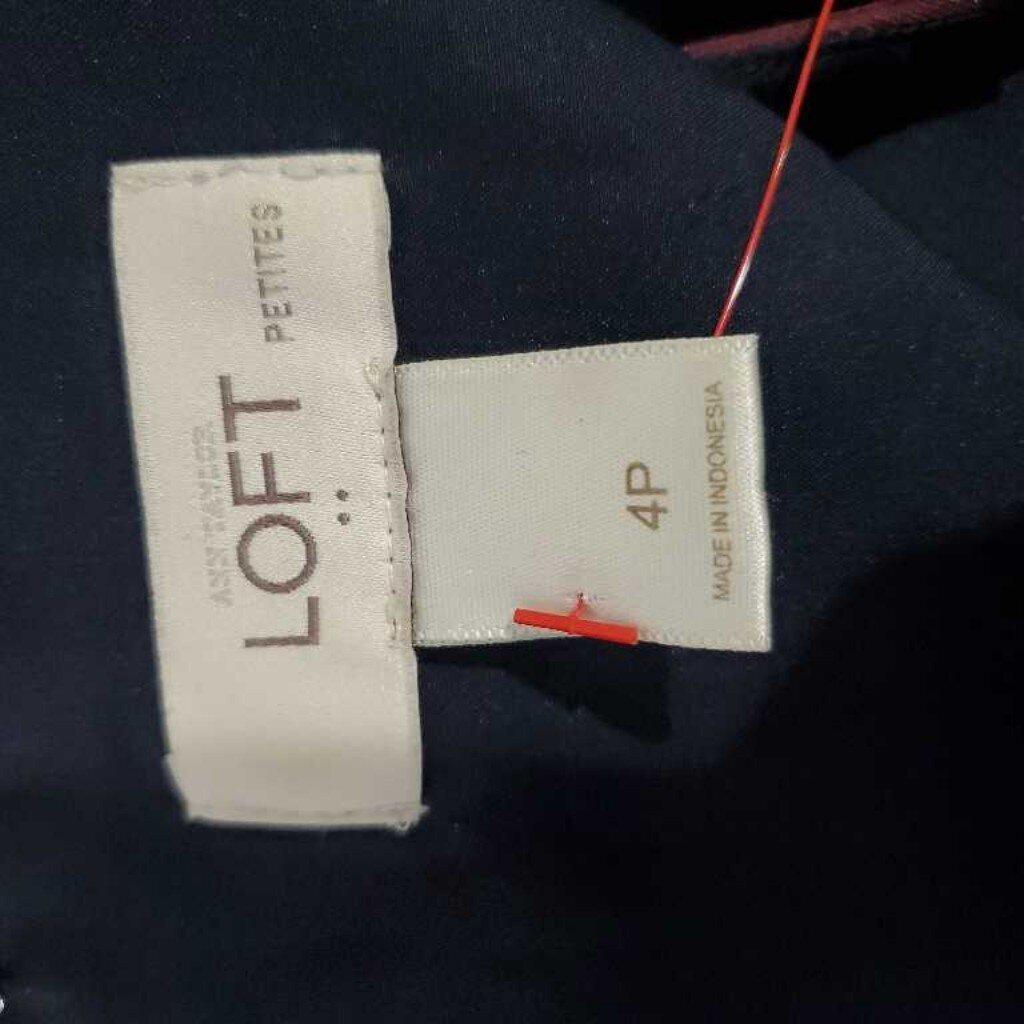 ANN TAYLOR
LOFT PETITES
4P
MADE IN INDONESIA